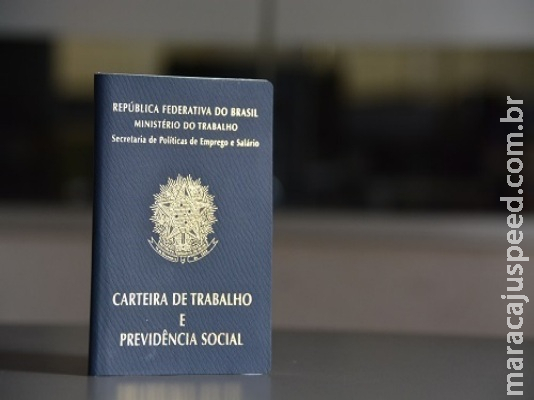 REPÚBLICA FEDERATIVA DO BRASIL
MINISTÉRIO DO TRABALHO
Secretaria de Políticas de Emprego e Salário
CARTEIRA DE TRABALHO
E
PREVIDÊNCIA SOCIAL
maracajuspeed.com.br